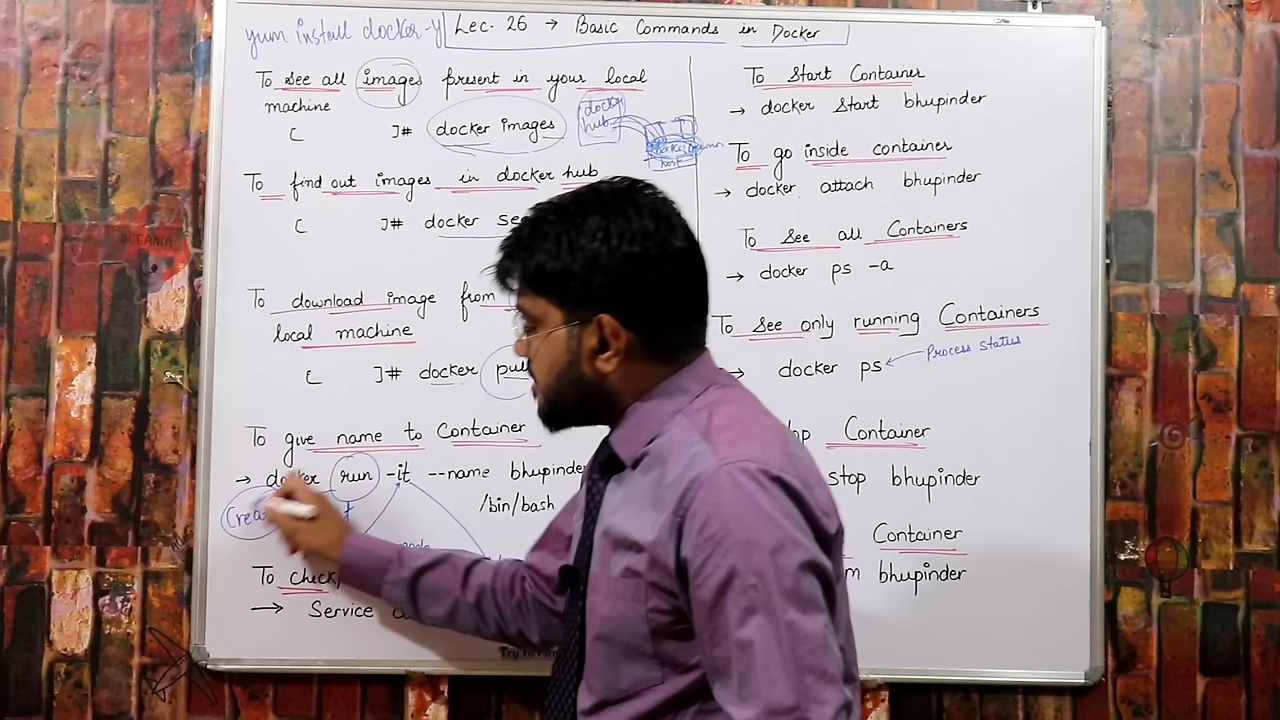 yum install docker -y
Lec. 26 → Basic Commands in Docker
To see all images present in your local
machine
[ ]# docker images
docker
hub
To find out images in docker hub
[ ]# docker
To download image from
local machine
[ ]# docker
To give name to Container
→ docker run -it --name bhupinder
/bin/bash
To check
→ Service
To Start Container
→ docker start bhupinder
To go inside container
→ docker attach bhupinder
To see all Containers
→ docker ps -a
To see only running Containers
→ docker ps ← Process status
Container
stop bhupinder
Container
bhupinder
OCEANIA